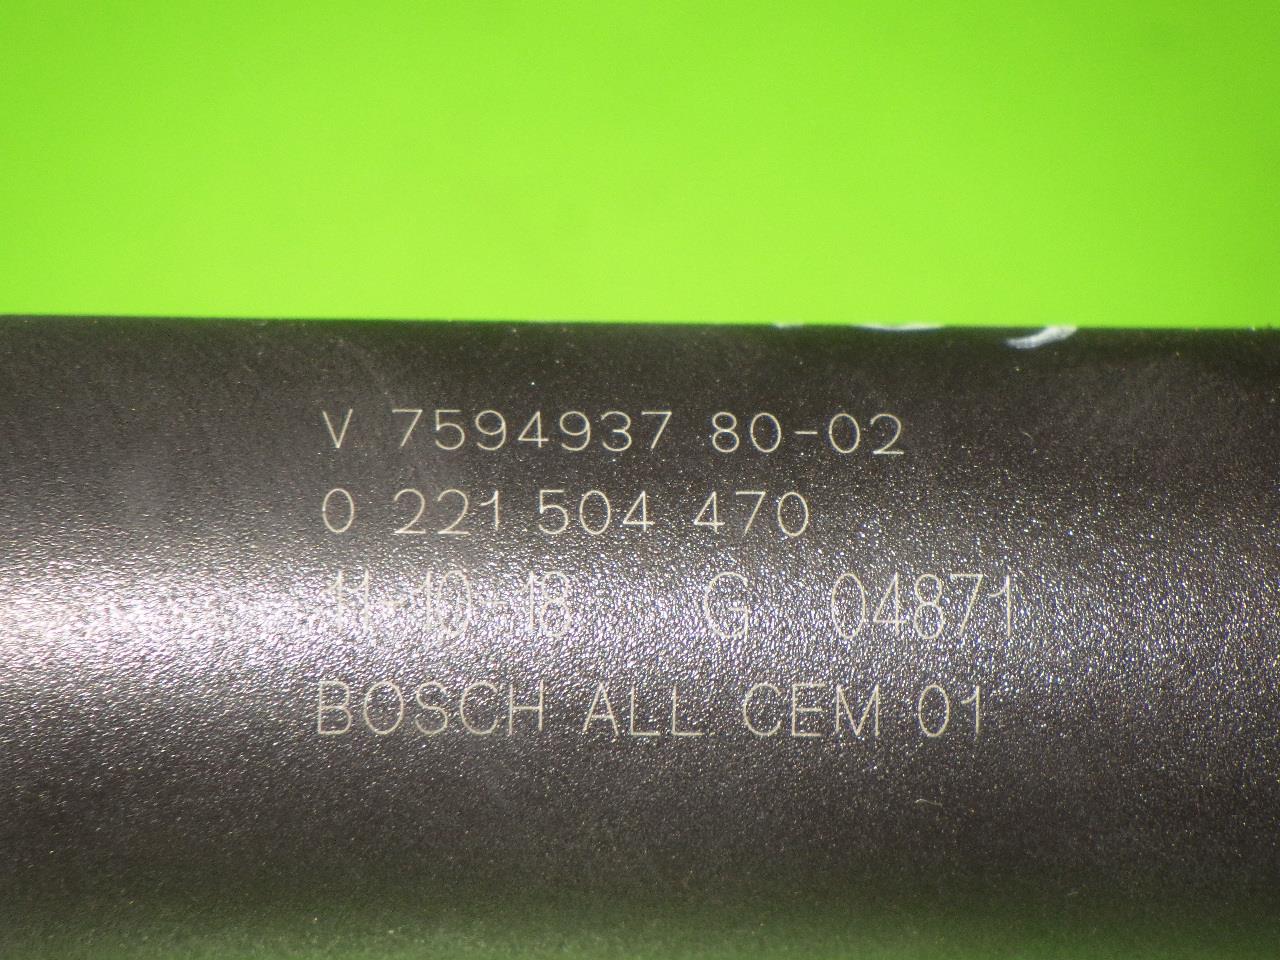 V 7594937 80-02
0 221 504 470
11-10-18 G 04871
BOSCH ALL CEM 01